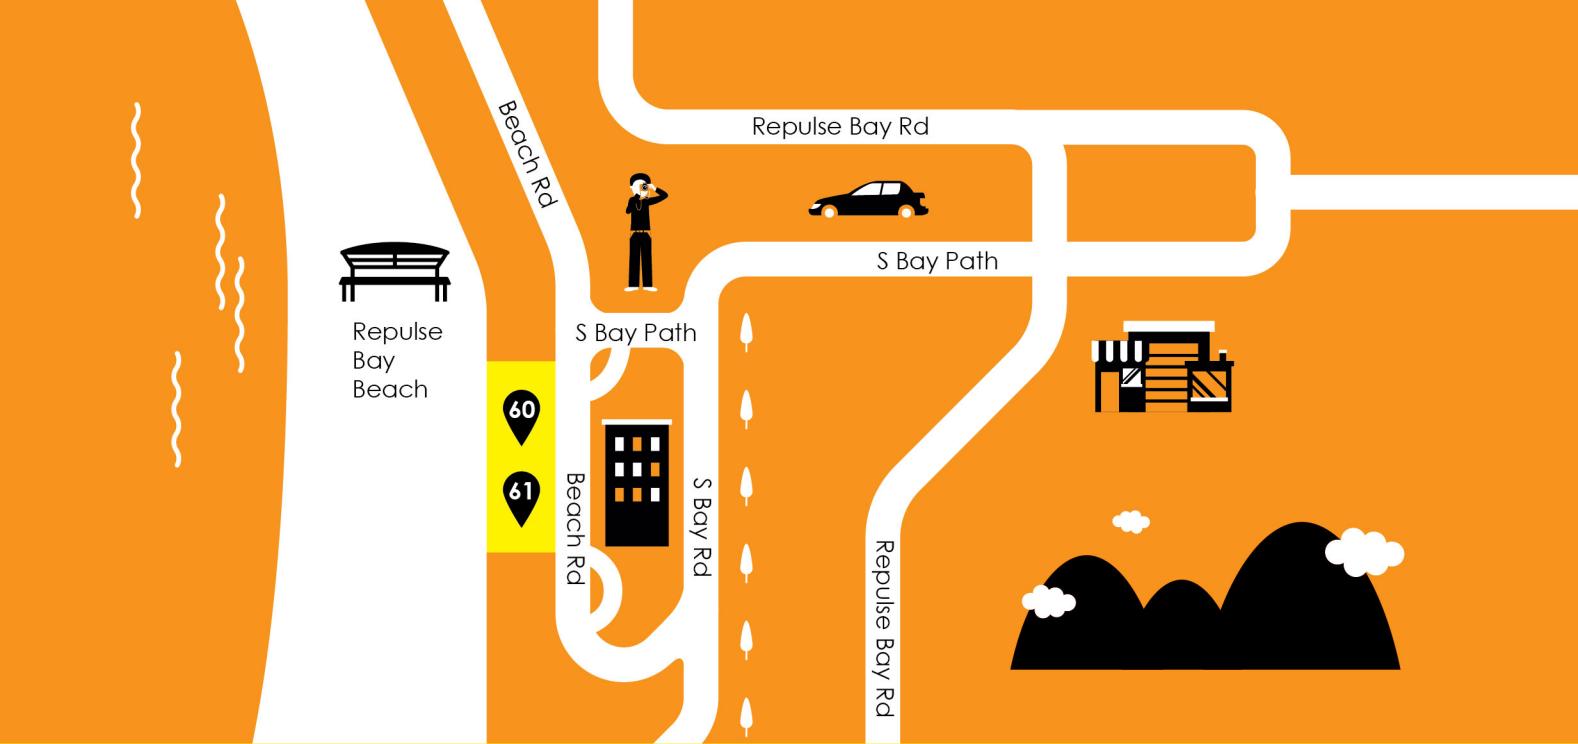 Beach Rd
Repulse Bay Rd
S Bay Path
S Bay Path
Repulse
Bay
Beach
60
61
Beach Rd
S Bay Rd
Repulse Bay Rd